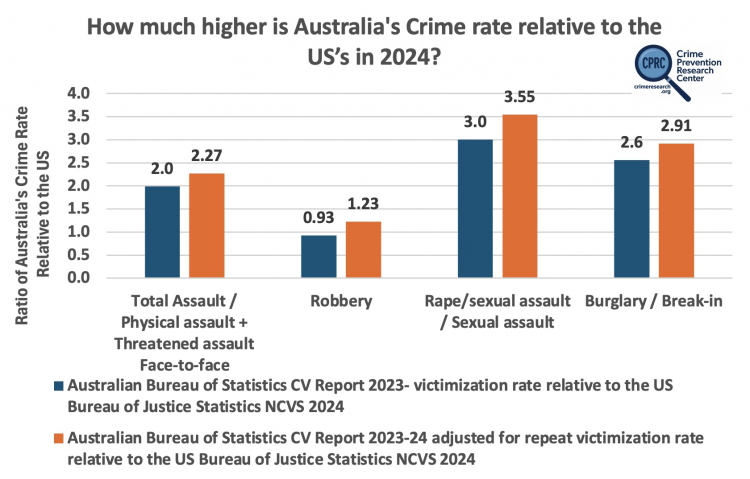 How much higher is Australia's Crime rate relative to the
US’s in 2024?
CPRC
Crime
Prevention
Research
Center
crimeresearch
.org
Ratio of Australia's Crime Rate
Relative to the US
4.0
3.5
3.0
2.5
2.0
1.5
1.0
0.5
0.0
2.0
2.27
0.93
1.23
3.0
3.55
2.6
2.91
Total Assault /
Physical assault +
Threatened assault
Face-to-face
Robbery
Rape/sexual assault
/ Sexual assault
Burglary / Break-in
Australian Bureau of Statistics CV Report 2023- victimization rate relative to the US
Bureau of Justice Statistics NCVS 2024
Australian Bureau of Statistics CV Report 2023-24 adjusted for repeat victimization rate
relative to the US Bureau of Justice Statistics NCVS 2024